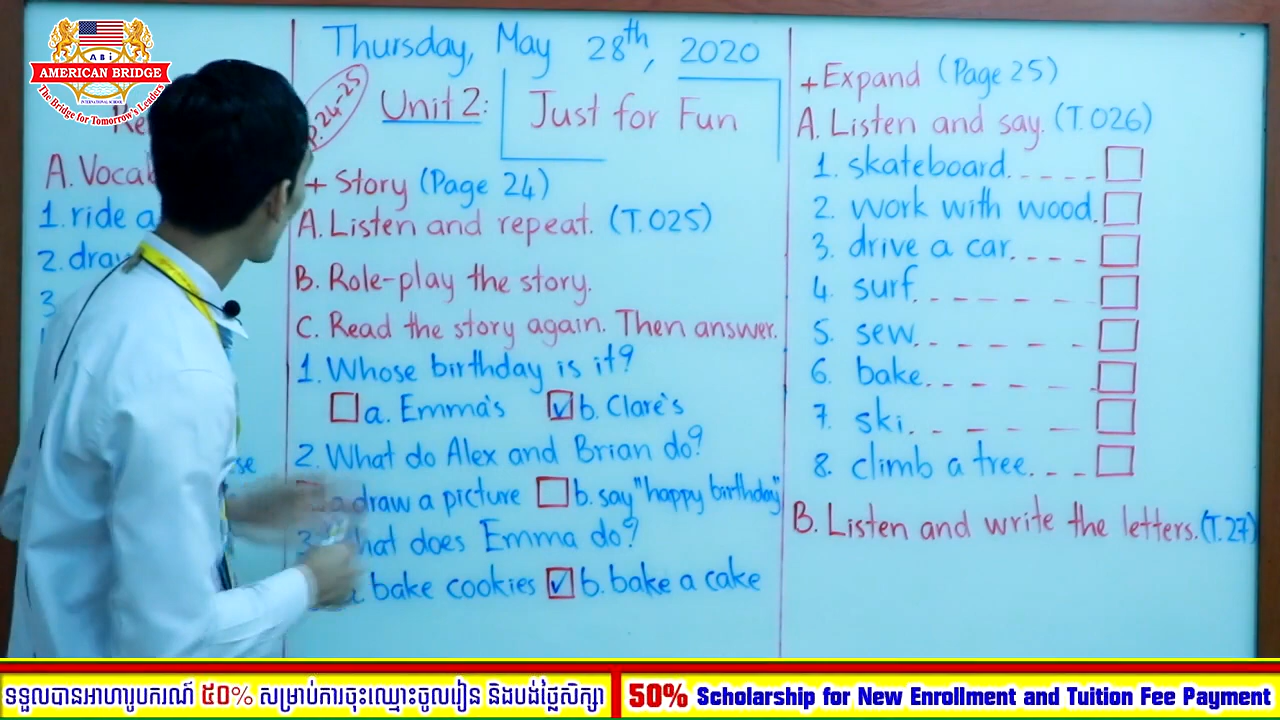 ABi
AMERICAN BRIDGE
INTERNATIONAL SCHOOL
The Bridge for Tomorrow's Leaders
A. Vocab
1. ride a
2. draw
3
se
Thursday, May 28th, 2020
P.24-25
Unit 2: Just for Fun
+ Story (Page 24)
A. Listen and repeat. (T.025)
B. Role-play the story.
C. Read the story again. Then answer.
1. Whose birthday is it?
a. Emma's b. Clare's
2. What do Alex and Brian do?
a draw a picture b. say "happy birthday"
3. What does Emma do?
bake cookies b. bake a cake
+ Expand (Page 25)
A. Listen and say. (T.026)
1. skateboard.
2. work with wood.
3. drive a car.
4. surf.
5. sew.
6. bake.
7. ski.
8. climb a tree.
B. Listen and write the letters. (T.27)
ទទួលបានអាហារូបករណ៍ ៥០% សម្រាប់ការចុះឈ្មោះចូលរៀន និងបង់ថ្លៃសិក្សា
50% Scholarship for New Enrollment and Tuition Fee Payment